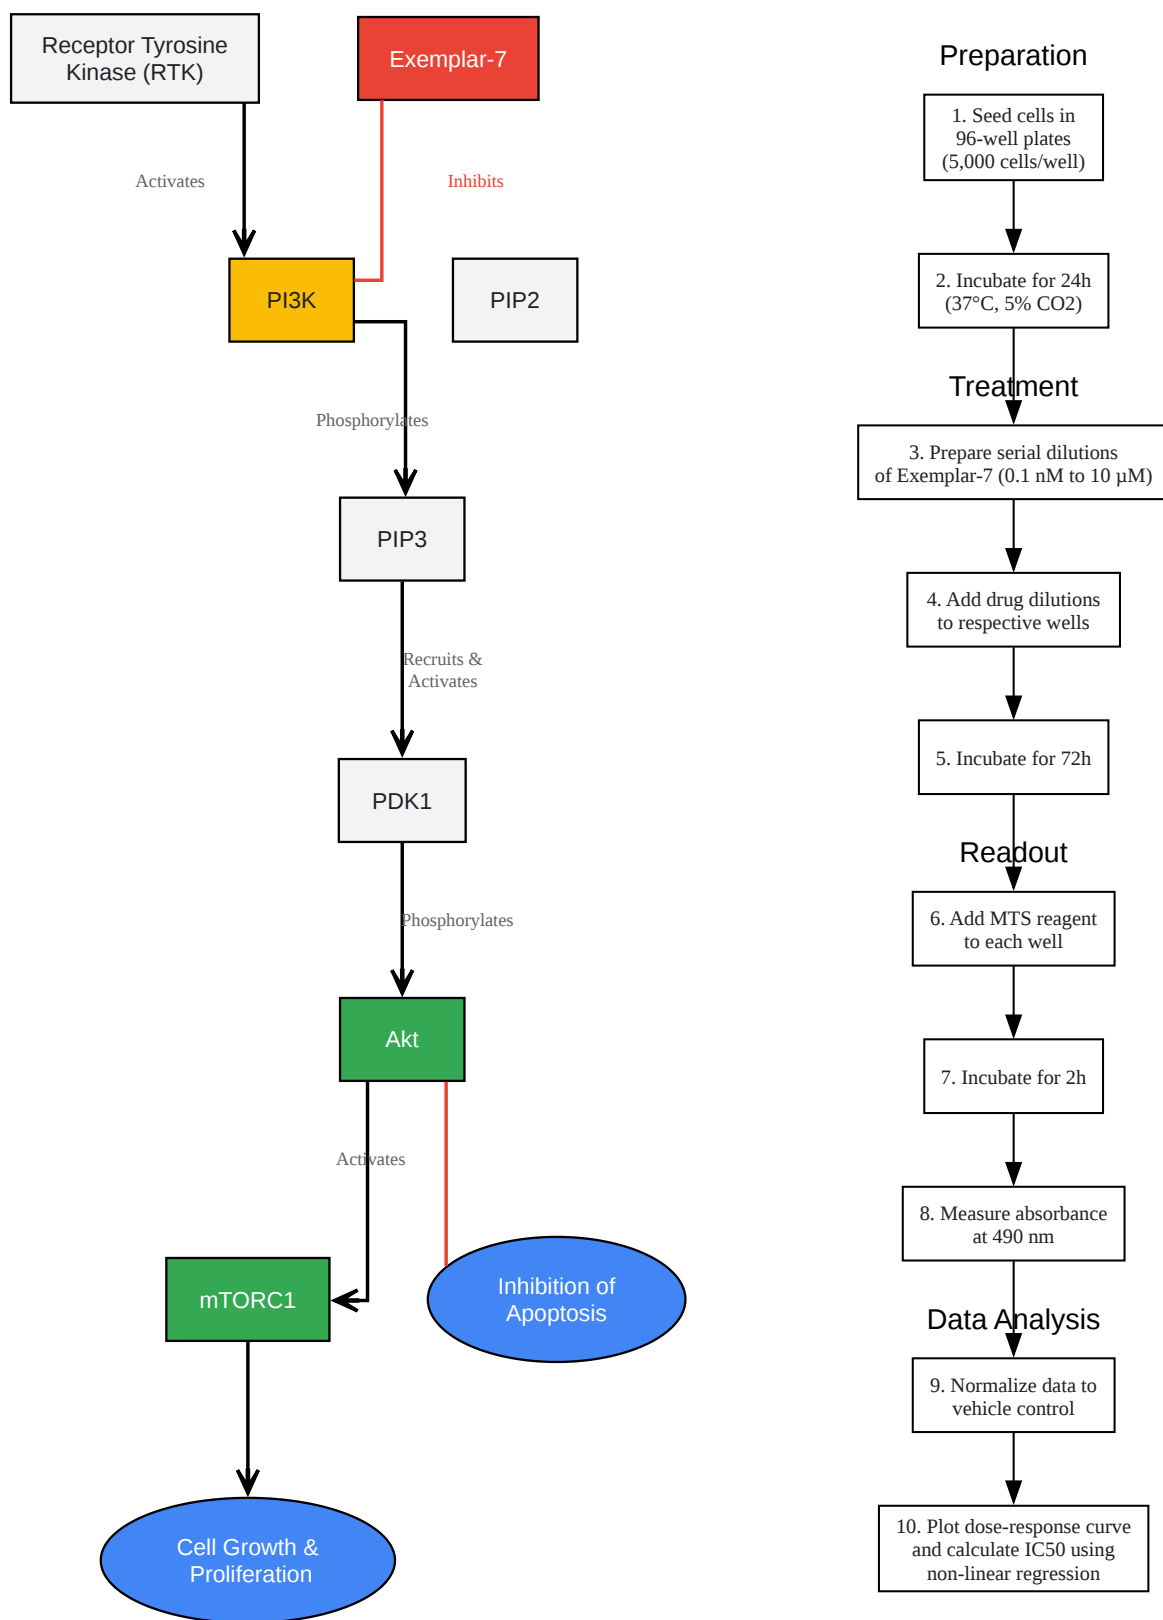 Receptor Tyrosine
Kinase (RTK)
Exemplar-7
Activates
Inhibits
PI3K
PIP2
Phosphorylates
PIP3
Recruits &
Activates
PDK1
Phosphorylates
Akt
Activates
mTORC1
Inhibition of
Apoptosis
Cell Growth &
Proliferation
Preparation
1. Seed cells in
96-well plates
(5,000 cells/well)
2. Incubate for 24h
(37°C, 5% CO2)
Treatment
3. Prepare serial dilutions
of Exemplar-7 (0.1 nM to 10 µM)
4. Add drug dilutions
to respective wells
5. Incubate for 72h
Readout
6. Add MTS reagent
to each well
7. Incubate for 2h
8. Measure absorbance
at 490 nm
Data Analysis
9. Normalize data to
vehicle control
10. Plot dose-response curve
and calculate IC50 using
non-linear regression